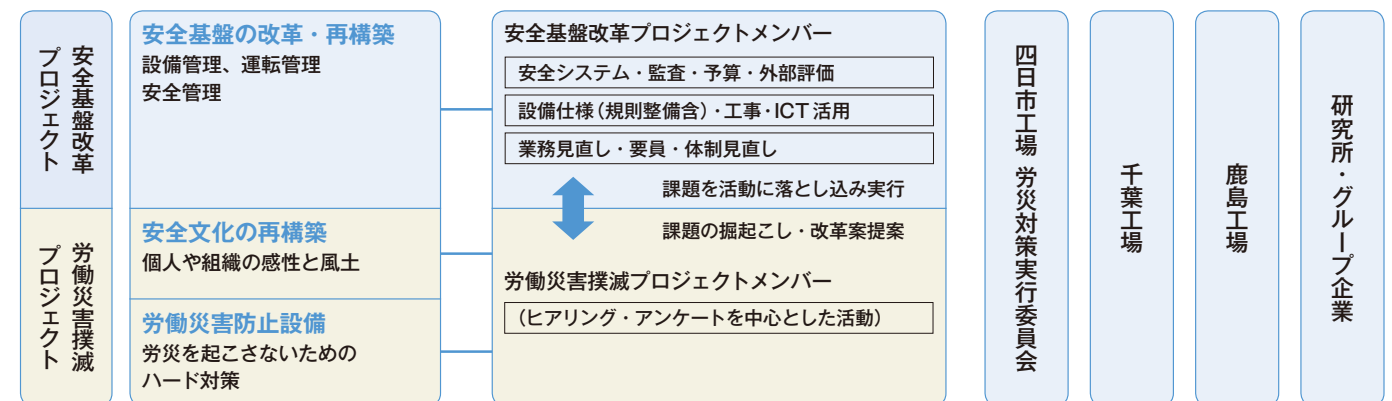 安全基盤改革
プロジェクト
安全基盤の改革・再構築
設備管理、運転管理
安全管理
安全基盤改革プロジェクトメンバー
安全システム・監査・予算・外部評価
設備仕様(規則整備含)・工事・ICT活用
業務見直し・要員・体制見直し
課題を活動に落とし込み実行
労働災害撲滅
プロジェクト
安全文化の再構築
個人や組織の感性と風土
労働災害防止設備
労災を起こさないための
ハード対策
課題の掘起こし・改革案提案
労働災害撲滅プロジェクトメンバー
(ヒアリング・アンケートを中心とした活動)
四日市工場 労災対策実行委員会
千葉工場
鹿島工場
研究所・グループ企業